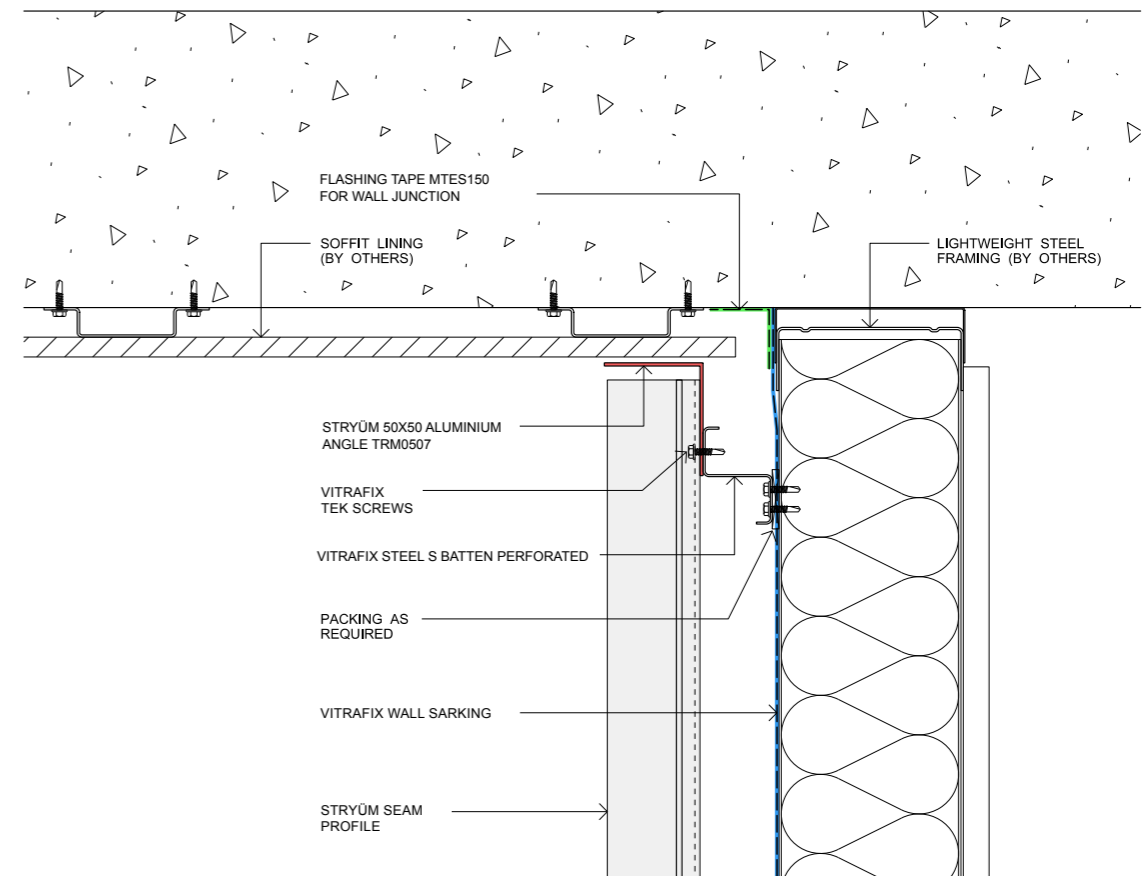 FLASHING TAPE MTES150
FOR WALL JUNCTION
SOFFIT LINING
(BY OTHERS)
LIGHTWEIGHT STEEL
FRAMING (BY OTHERS)
STRYÜM 50X50 ALUMINIUM
ANGLE TRM0507
VITRAFIX
TEK SCREWS
VITRAFIX STEEL S BATTEN PERFORATED
PACKING AS
REQUIRED
VITRAFIX WALL SARKING
STRYÜM SEAM
PROFILE